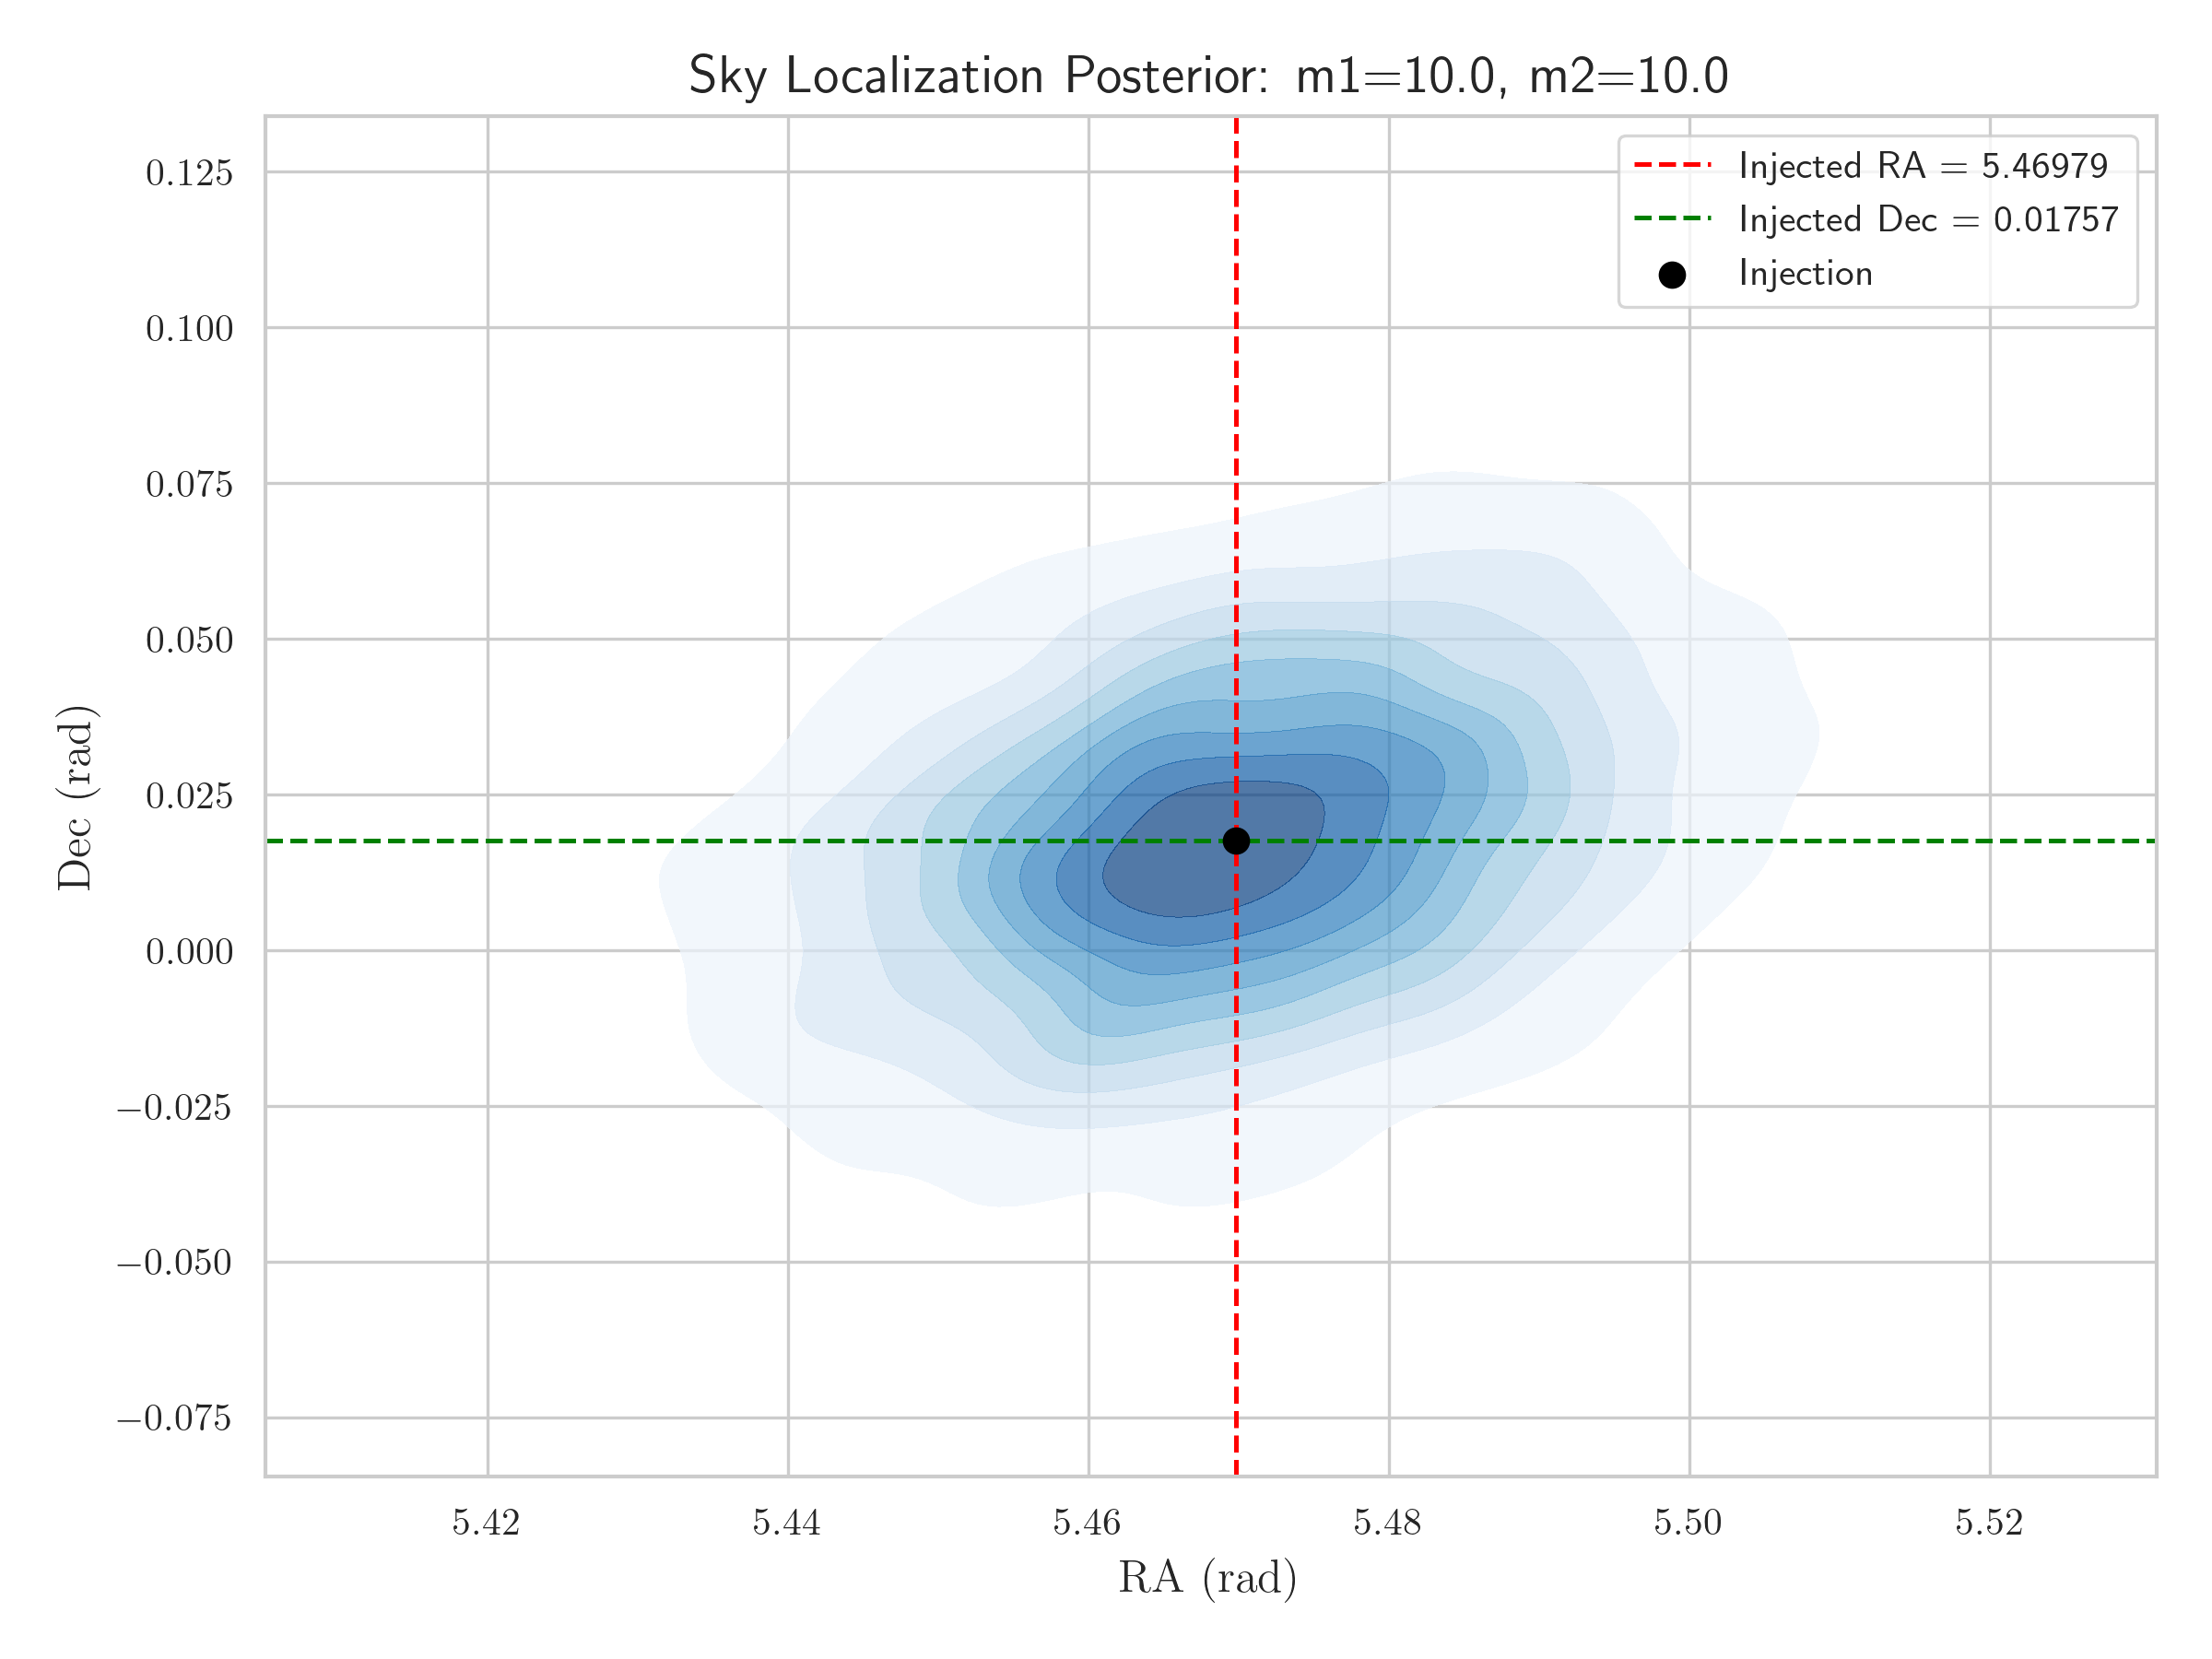 Sky Localization Posterior: m1=10.0, m2=10.0
Injected RA = 5.46979
Injected Dec = 0.01757
Injection
0.125
0.100
0.075
0.050
0.025
0.000
−0.025
−0.050
−0.075
Dec (rad)
5.42 5.44 5.46 5.48 5.50 5.52
RA (rad)